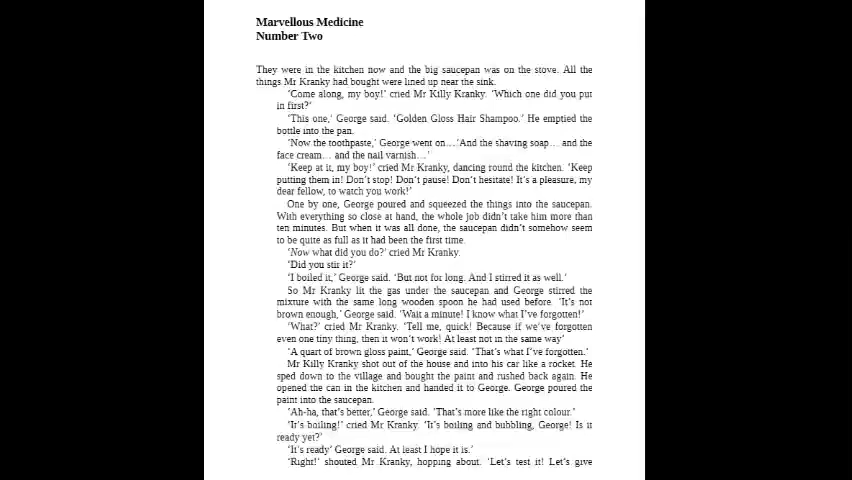 Marvellous Medicine
Number Two
They were in the kitchen now and the big saucepan was on the stove. All the
things Mr Kranky had bought were lined up near the sink.
‘Come along, my boy!’ cried Mr Killy Kranky. ‘Which one did you put
in first?’
‘This one,’ George said. ‘Golden Gloss Hair Shampoo.’ He emptied the
bottle into the pan.
‘Now the toothpaste,’ George went on…‘And the shaving soap… and the
face cream… and the nail varnish…’
‘Keep at it, my boy!’ cried Mr Kranky, dancing round the kitchen. ‘Keep
putting them in! Don’t stop! Don’t pause! Don’t hesitate! It’s a pleasure, my
dear fellow, to watch you work!’
One by one, George poured and squeezed the things into the saucepan.
With everything so close at hand, the whole job didn’t take him more than
ten minutes. But when it was all done, the saucepan didn’t somehow seem
to be quite as full as it had been the first time.
‘Now what did you do?’ cried Mr Kranky.
‘Did you stir it?’
‘I boiled it,’ George said. ‘But not for long. And I stirred it as well.’
So Mr Kranky lit the gas under the saucepan and George stirred the
mixture with the same long wooden spoon he had used before. ‘It’s not
brown enough,’ George said. ‘Wait a minute! I know what I’ve forgotten!’
‘What?’ cried Mr Kranky. ‘Tell me, quick! Because if we’ve forgotten
even one tiny thing, then it won’t work! At least not in the same way’
‘A quart of brown gloss paint,’ George said. ‘That’s what I’ve forgotten.’
Mr Killy Kranky shot out of the house and into his car like a rocket. He
sped down to the village and bought the paint and rushed back again. He
opened the can in the kitchen and handed it to George. George poured the
paint into the saucepan.
‘Ah-ha, that’s better,’ George said. ‘That’s more like the right colour.’
‘It’s boiling!’ cried Mr Kranky. ‘It’s boiling and bubbling, George! Is it
ready yet?’
‘It’s ready’ George said. At least I hope it is.’
‘Right!’ shouted Mr Kranky, hopping about. ‘Let’s test it! Let’s give